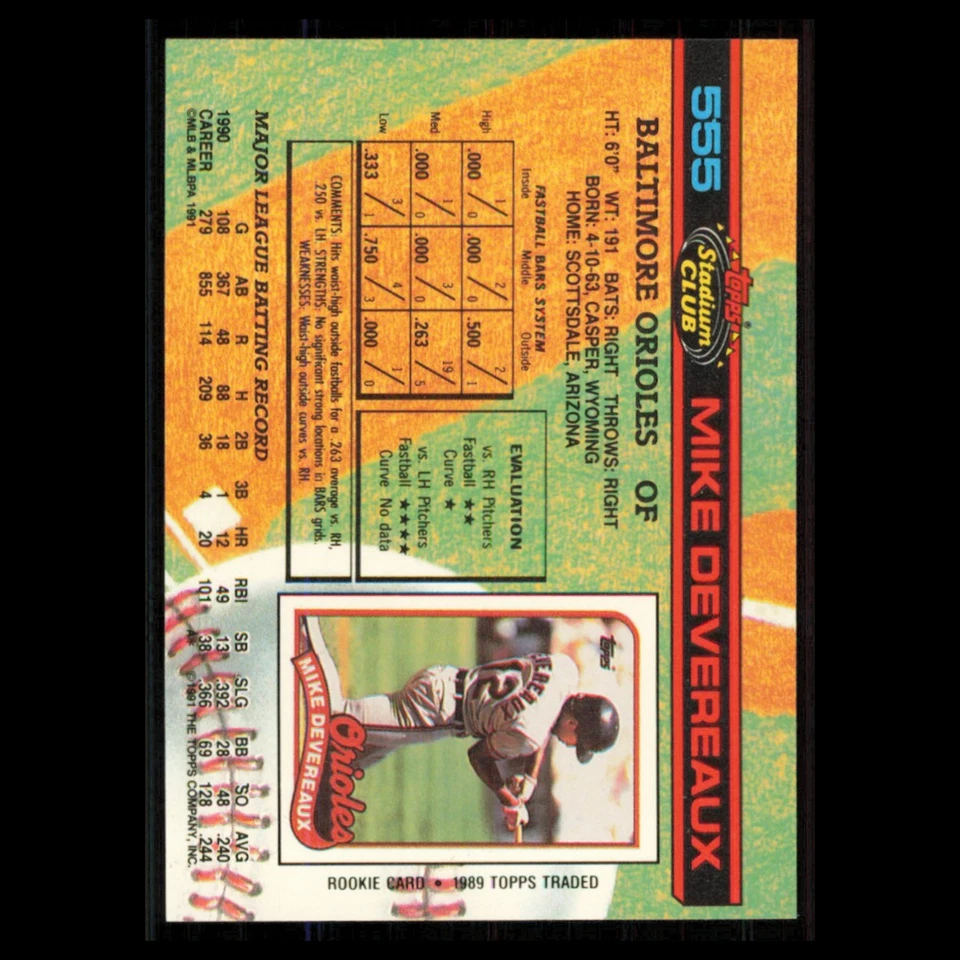 555
Topps®
Stadium
CLUB
MIKE DEVEREAUX
BALTIMORE ORIOLES OF
HT: 6'0" WT: 191 BATS: RIGHT THROWS: RIGHT
BORN: 4-10-63, CASPER, WYOMING
HOME: SCOTTSDALE, ARIZONA
FASTBALL BARS SYSTEM
Inside Middle Outside
High .000 1/0 .000 2/0 .500 2/1
Med .000 1/0 .000 3/0 .263 19/5
Low .333 3/1 .750 4/3 .000 1/0
EVALUATION
vs. RH Pitchers
Fastball ★★
Curve ★
vs. LH Pitchers
Fastball ★★★★
Curve No data
COMMENTS: Hits waist-high outside fastballs for a .263 average vs. RH,
.250 vs. LH. STRENGTHS: No significant strong locations in BARS grids.
WEAKNESSES: Waist-high outside curves vs. RH.
MAJOR LEAGUE BATTING RECORD
G AB R H 2B 3B HR RBI SB SLG BB SO AVG
1990 108 367 48 88 18 1 12 49 13 .392 28 48 .240
CAREER 279 855 114 209 36 4 20 101 38 .366 69 128 .244
©MLB & MLBPA 1991
A* ©1991 THE TOPPS COMPANY, INC.
Topps
EREAUX
12
Orioles
MIKE DEVEREAUX
ROOKIE CARD • 1989 TOPPS TRADED